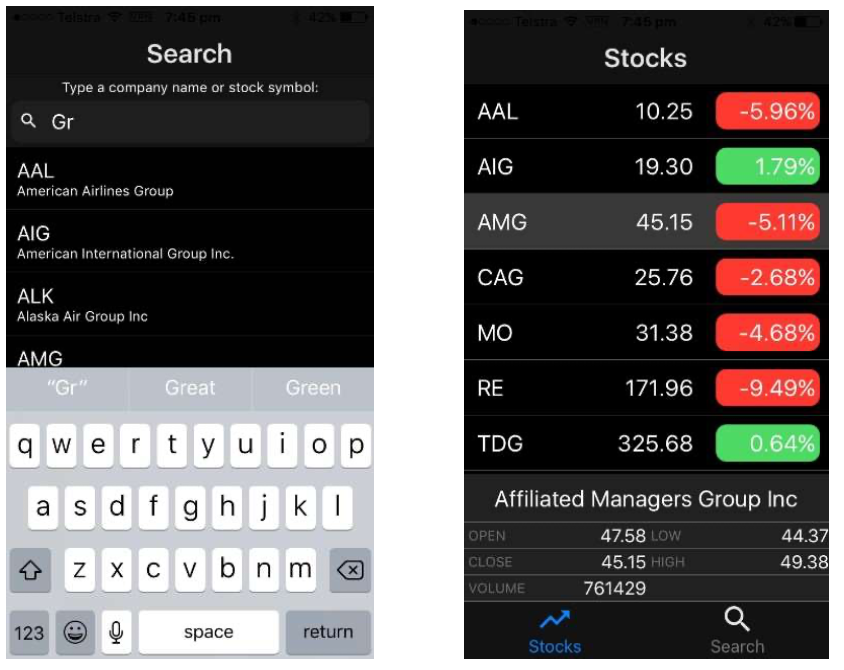 Telstra VPN 7:45 pm 42%
Search
Type a company name or stock symbol:
Gr
AAL
American Airlines Group
AIG
American International Group Inc.
ALK
Alaska Air Group Inc
AMG
"Gr" Great Green
q w e r t y u i o p
a s d f g h j k l
z x c v b n m
123 space return
Telstra VPN 7:45 pm 42%
Stocks
AAL 10.25 -5.96%
AIG 19.30 1.79%
AMG 45.15 -5.11%
CAG 25.76 -2.68%
MO 31.38 -4.68%
RE 171.96 -9.49%
TDG 325.68 0.64%
Affiliated Managers Group Inc
OPEN 47.58 LOW 44.37
CLOSE 45.15 HIGH 49.38
VOLUME 761429
Stocks Search